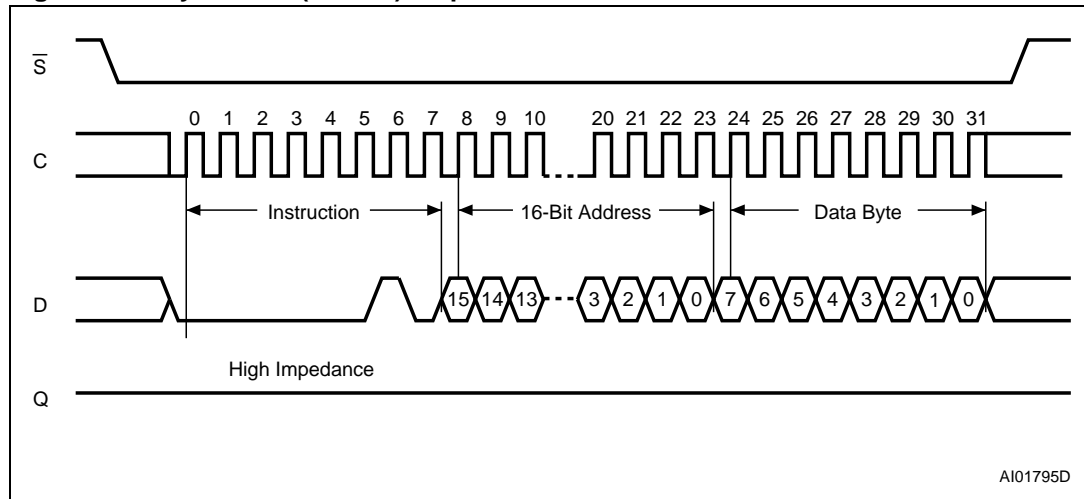 S
0 1 2 3 4 5 6 7 8 9 10 20 21 22 23 24 25 26 27 28 29 30 31
C
Instruction 16-Bit Address Data Byte
D 15 14 13 3 2 1 0 7 6 5 4 3 2 1 0
High Impedance
Q
AI01795D